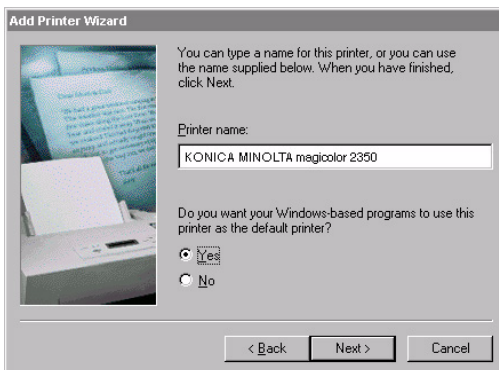 Add Printer Wizard
You can type a name for this printer, or you can use
the name supplied below. When you have finished,
click Next.
Printer name:
KONICA MINOLTA magicolor 2350
Do you want your Windows-based programs to use this
printer as the default printer?
Yes
No
< Back
Next >
Cancel